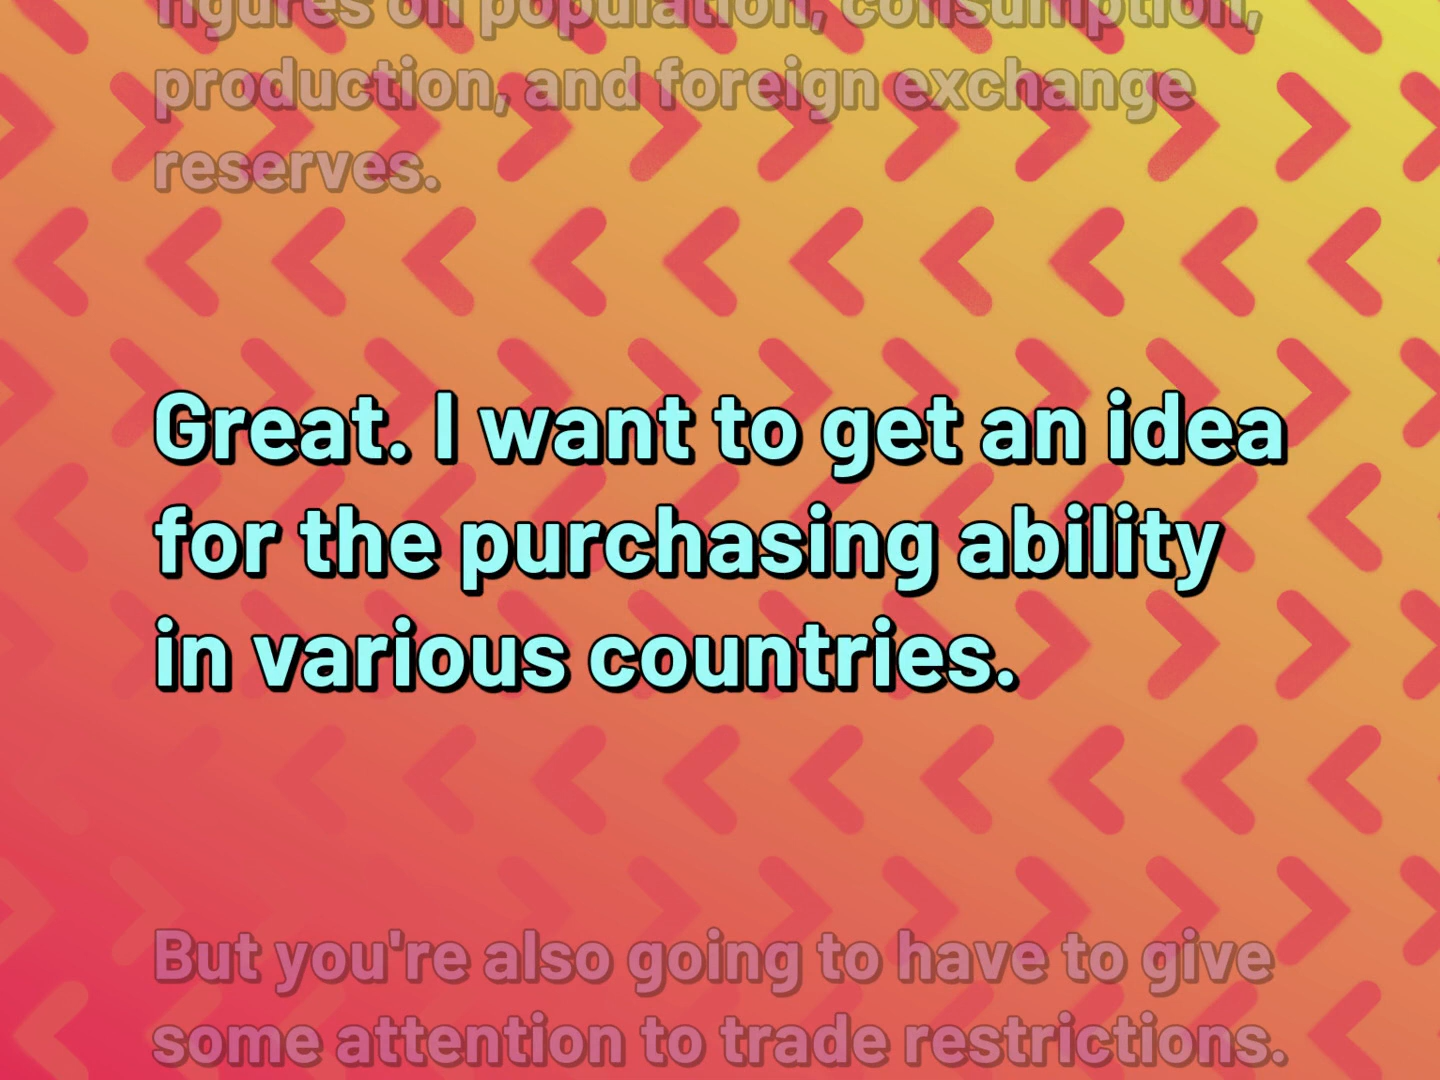 figures on population, consumption,
production, and foreign exchange
reserves.
Great. I want to get an idea
for the purchasing ability
in various countries.
But you're also going to have to give
some attention to trade restrictions.